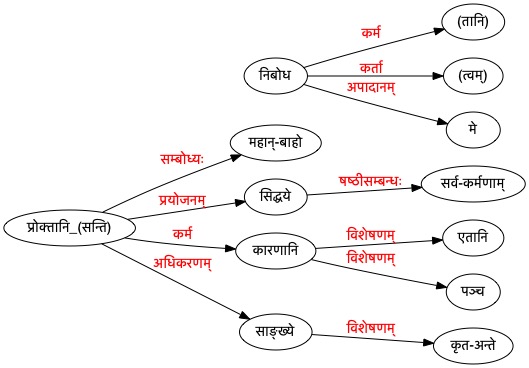 कर्म
(तानि)
निबोध
कर्ता
(त्वम्)
अपादानम्
मे
सम्बोध्यः
महान्-बाहो
प्रयोजनम्
सिद्धये
षष्ठीसम्बन्धः
सर्व-कर्मणाम्
प्रोक्तानि_(सन्ति)
कर्म
कारणानि
विशेषणम्
एतानि
विशेषणम्
पञ्च
अधिकरणम्
साङ्ख्ये
विशेषणम्
कृत-अन्ते